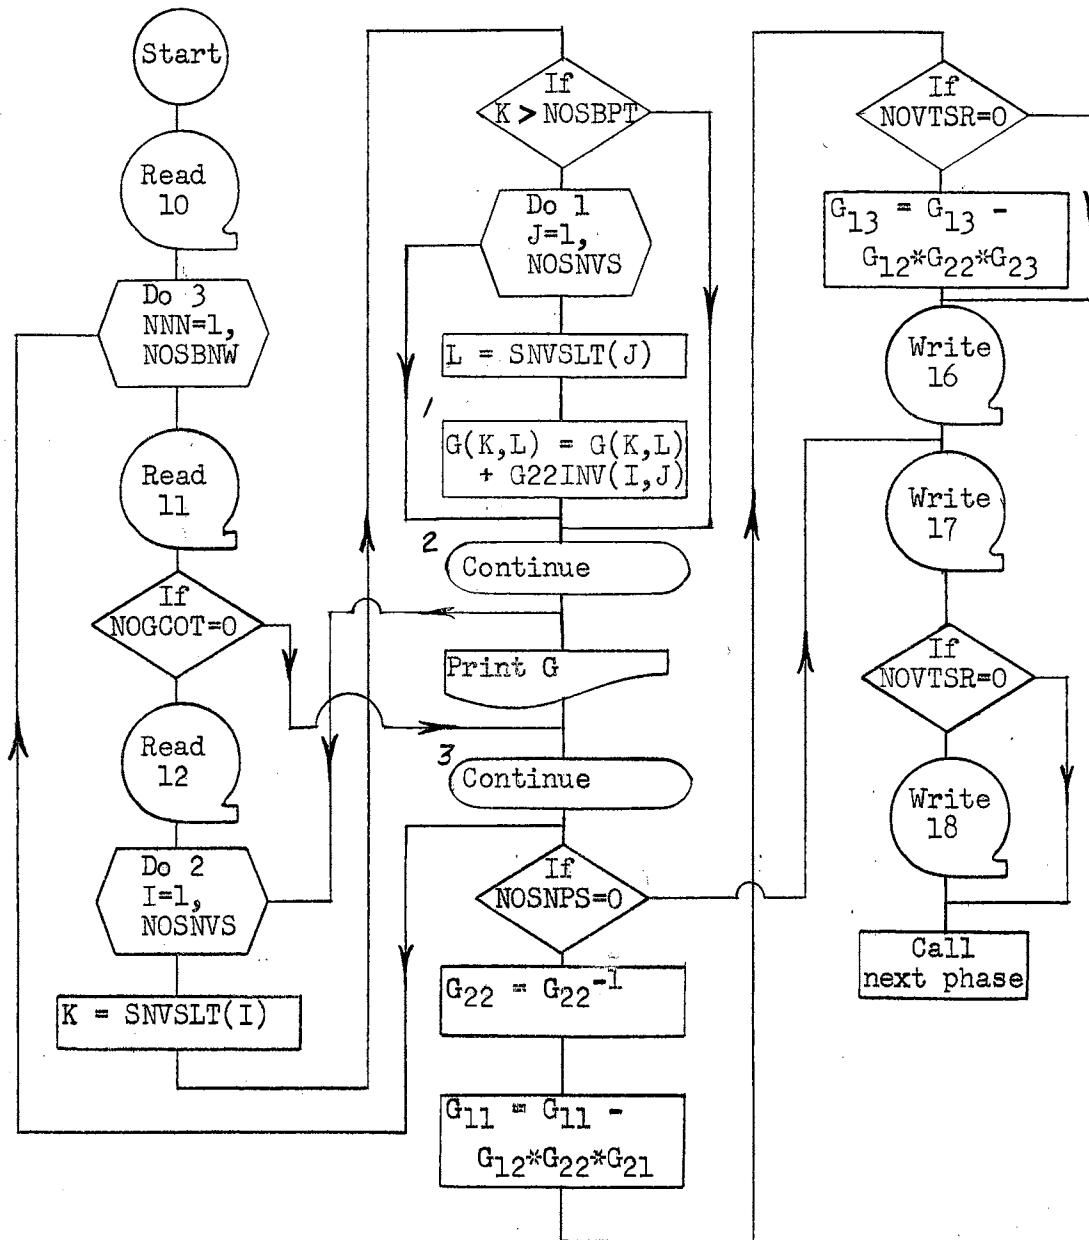 Start
Read
10
Do 3
NNN=1,
NOSBNW
Read
11
If
NOGCOT=0
Read
12
Do 2
I=1,
NOSNVS
K = SNVSLT(I)
If
K > NOSBPT
Do 1
J=1,
NOSNVS
L = SNVSLT(J)
1
G(K,L) = G(K,L)
+ G22INV(I,J)
2
Continue
Print G
3
Continue
If
NOSNPS=0
G22 = G22-1
G11 = G11 -
G12*G22*G21
If
NOVTSR=0
G13 = G13 -
G12*G22*G23
Write
16
Write
17
If
NOVTSR=0
Write
18
Call
next phase